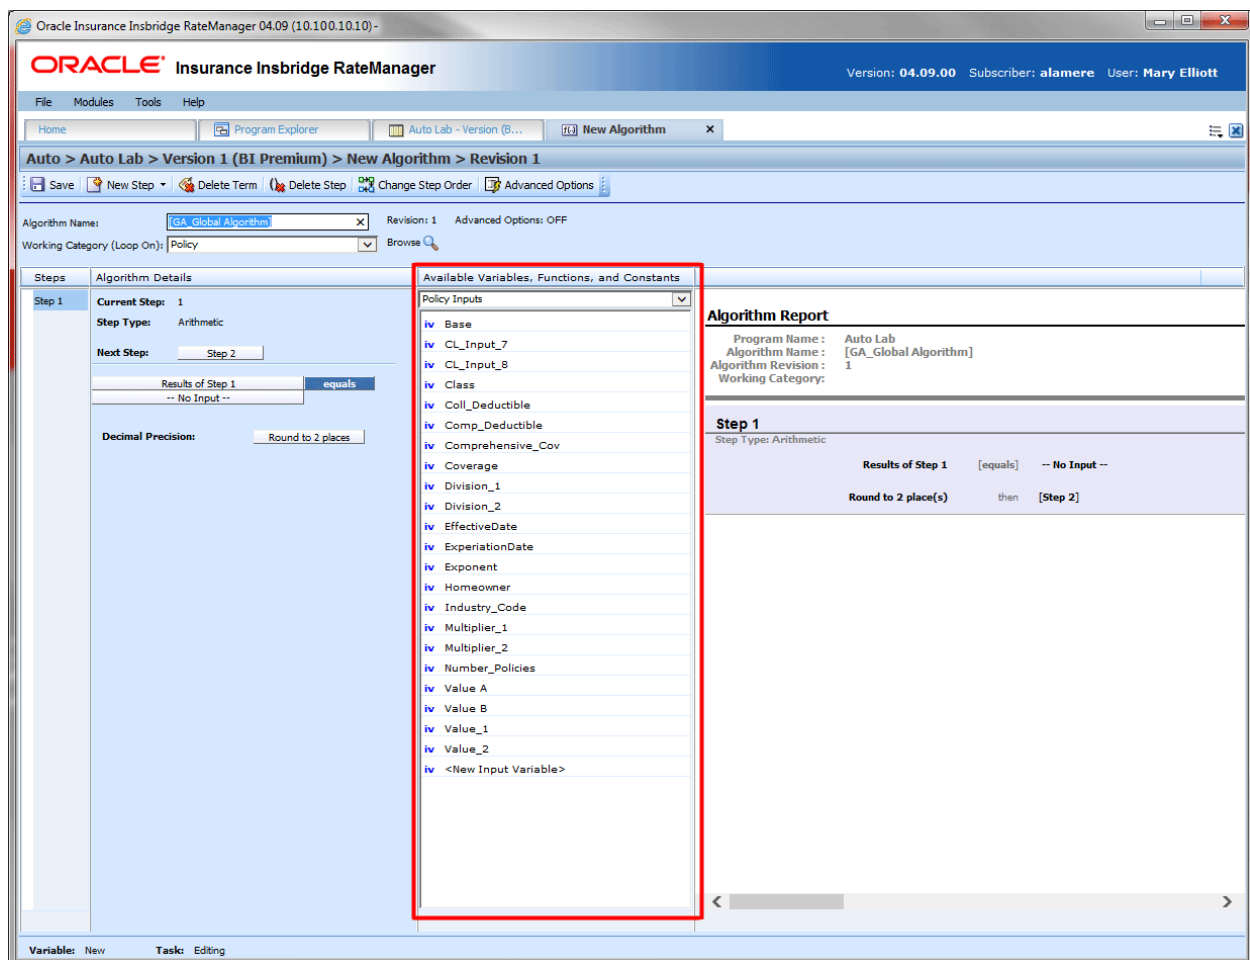 Oracle Insurance Insbridge RateManager 04.09 (10.100.10.10) -
ORACLE Insurance Insbridge RateManager
Version: 04.09.00 Subscriber: alamere User: Mary Elliott
File Modules Tools Help
Home Program Explorer Auto Lab - Version (B... New Algorithm
Auto > Auto Lab > Version 1 (BI Premium) > New Algorithm > Revision 1
Save New Step Delete Term Delete Step Change Step Order Advanced Options
Algorithm Name: [GA_Global Algorithm] Revision: 1 Advanced Options: OFF
Working Category (Loop On): Policy Browse
Steps Algorithm Details Available Variables, Functions, and Constants
Step 1
Current Step: 1
Step Type: Arithmetic
Next Step: Step 2
Results of Step 1 equals
-- No Input --
Decimal Precision: Round to 2 places
Policy Inputs
iv Base
iv CL_Input_7
iv CL_Input_8
iv Class
iv Coll_Deductible
iv Comp_Deductible
iv Comprehensive_Cov
iv Coverage
iv Division_1
iv Division_2
iv EffectiveDate
iv ExperiationDate
iv Exponent
iv Homeowner
iv Industry_Code
iv Multiplier_1
iv Multiplier_2
iv Number_Policies
iv Value A
iv Value B
iv Value_1
iv Value_2
iv <New Input Variable>
Algorithm Report
Program Name : Auto Lab
Algorithm Name : [GA_Global Algorithm]
Algorithm Revision : 1
Working Category:
Step 1
Step Type: Arithmetic
Results of Step 1 [equals] -- No Input --
Round to 2 place(s) then [Step 2]
Variable: New Task: Editing